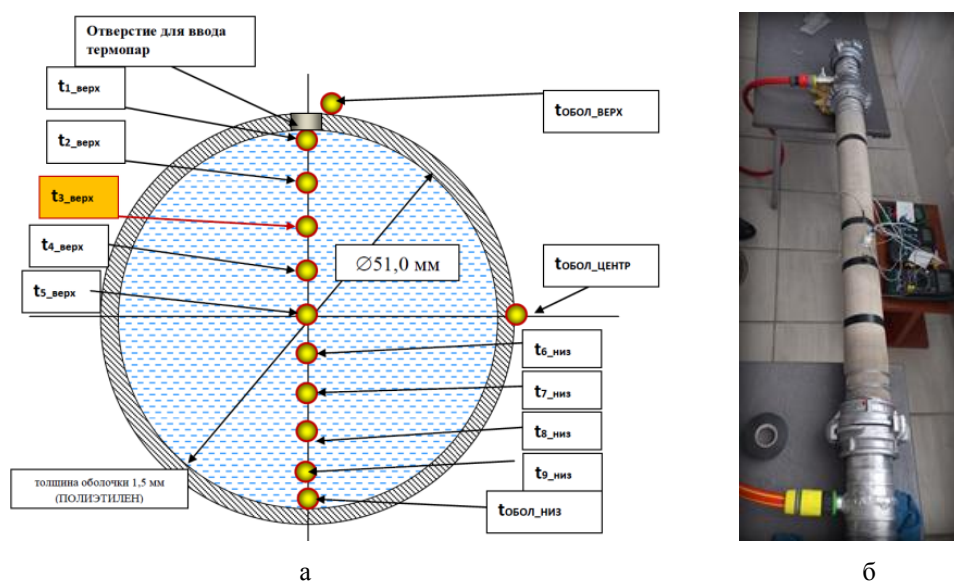 Отверстие для ввода
термопар
t1_верх
t2_верх
t3_верх
t4_верх
t5_верх
tОБОЛ_ВЕРХ
∅51,0 мм
tОБОЛ_ЦЕНТР
t6_низ
t7_низ
t8_низ
t9_низ
tОБОЛ_НИЗ
толщина оболочки 1,5 мм
(ПОЛИЭТИЛЕН)
а
б